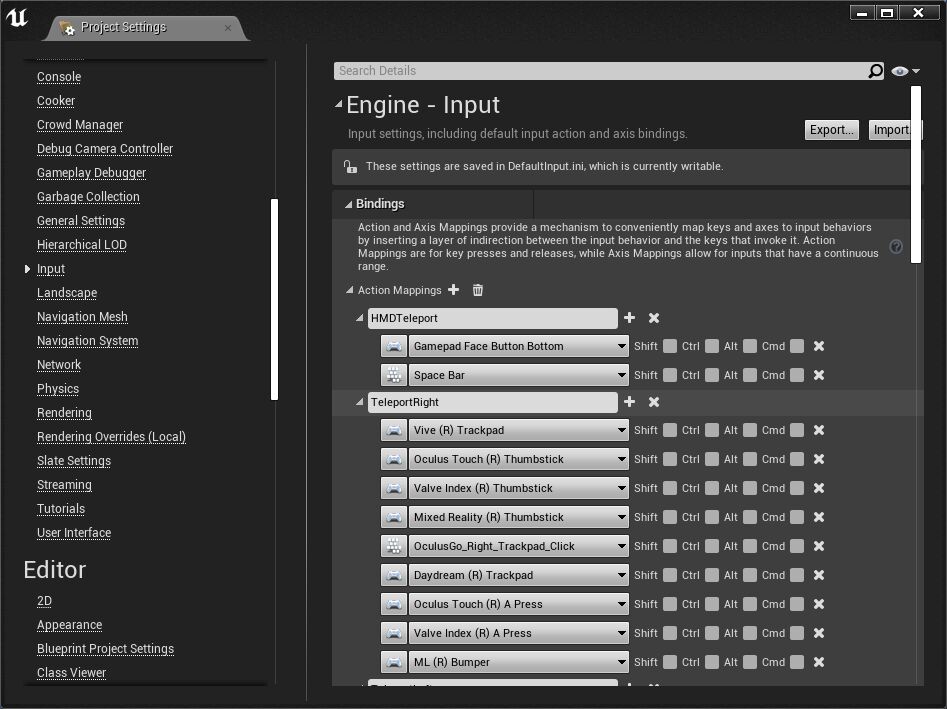 Project Settings
Console
Cooker
Crowd Manager
Debug Camera Controller
Gameplay Debugger
Garbage Collection
General Settings
Hierarchical LOD
Input
Landscape
Navigation Mesh
Navigation System
Network
Physics
Rendering
Rendering Overrides (Local)
Slate Settings
Streaming
Tutorials
User Interface
Editor
2D
Appearance
Blueprint Project Settings
Class Viewer
Search Details
Engine - Input
Input settings, including default input action and axis bindings.
Export... Import.
These settings are saved in DefaultInput.ini, which is currently writable.
Bindings
Action and Axis Mappings provide a mechanism to conveniently map keys and axes to input behaviors
by inserting a layer of indirection between the input behavior and the keys that invoke it. Action
Mappings are for key presses and releases, while Axis Mappings allow for inputs that have a continuous
range.
Action Mappings
HMDTeleport
Gamepad Face Button Bottom Shift Ctrl Alt Cmd
Space Bar Shift Ctrl Alt Cmd
TeleportRight
Vive (R) Trackpad Shift Ctrl Alt Cmd
Oculus Touch (R) Thumbstick Shift Ctrl Alt Cmd
Valve Index (R) Thumbstick Shift Ctrl Alt Cmd
Mixed Reality (R) Thumbstick Shift Ctrl Alt Cmd
OculusGo_Right_Trackpad_Click Shift Ctrl Alt Cmd
Daydream (R) Trackpad Shift Ctrl Alt Cmd
Oculus Touch (R) A Press Shift Ctrl Alt Cmd
Valve Index (R) A Press Shift Ctrl Alt Cmd
ML (R) Bumper Shift Ctrl Alt Cmd